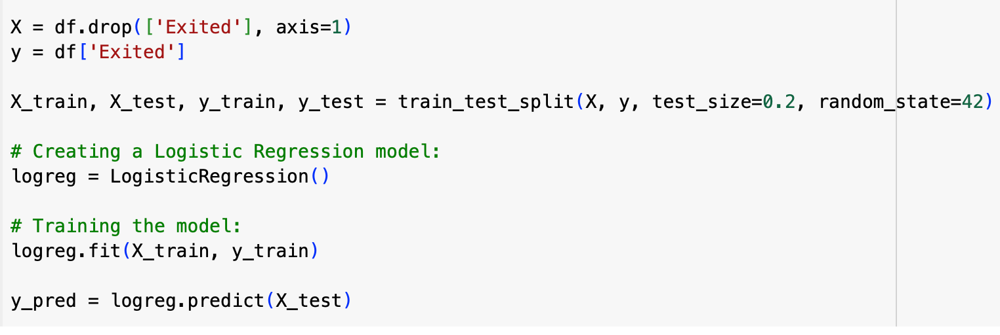 X = df.drop(['Exited'], axis=1)
y = df['Exited']
X_train, X_test, y_train, y_test = train_test_split(X, y, test_size=0.2, random_state=42)
# Creating a Logistic Regression model:
logreg = LogisticRegression()
# Training the model:
logreg.fit(X_train, y_train)
y_pred = logreg.predict(X_test)